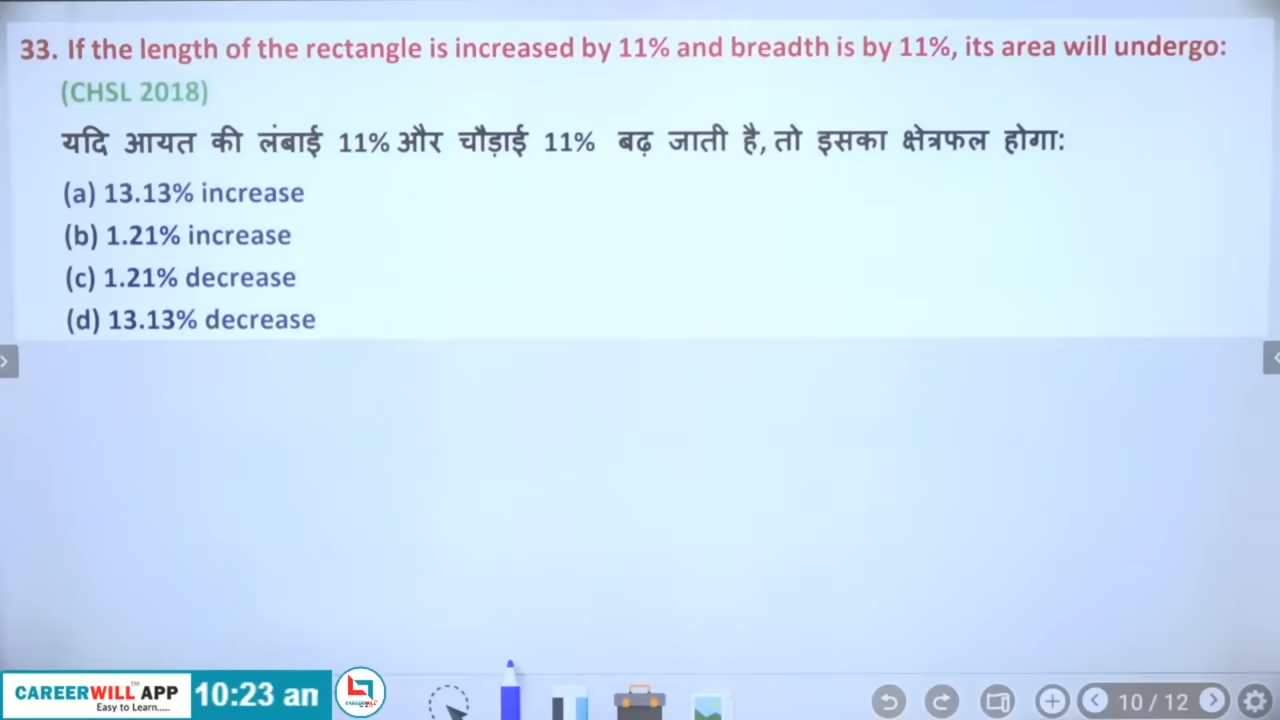 33. If the length of the rectangle is increased by 11% and breadth is by 11%, its area will undergo:
(CHSL 2018)
यदि आयत की लंबाई 11% और चौड़ाई 11% बढ़ जाती है, तो इसका क्षेत्रफल होगा:
(a) 13.13% increase
(b) 1.21% increase
(c) 1.21% decrease
(d) 13.13% decrease
CAREERWILL™ APP
Easy to Learn.....
10:23 an
CAREERWILL
10 / 12